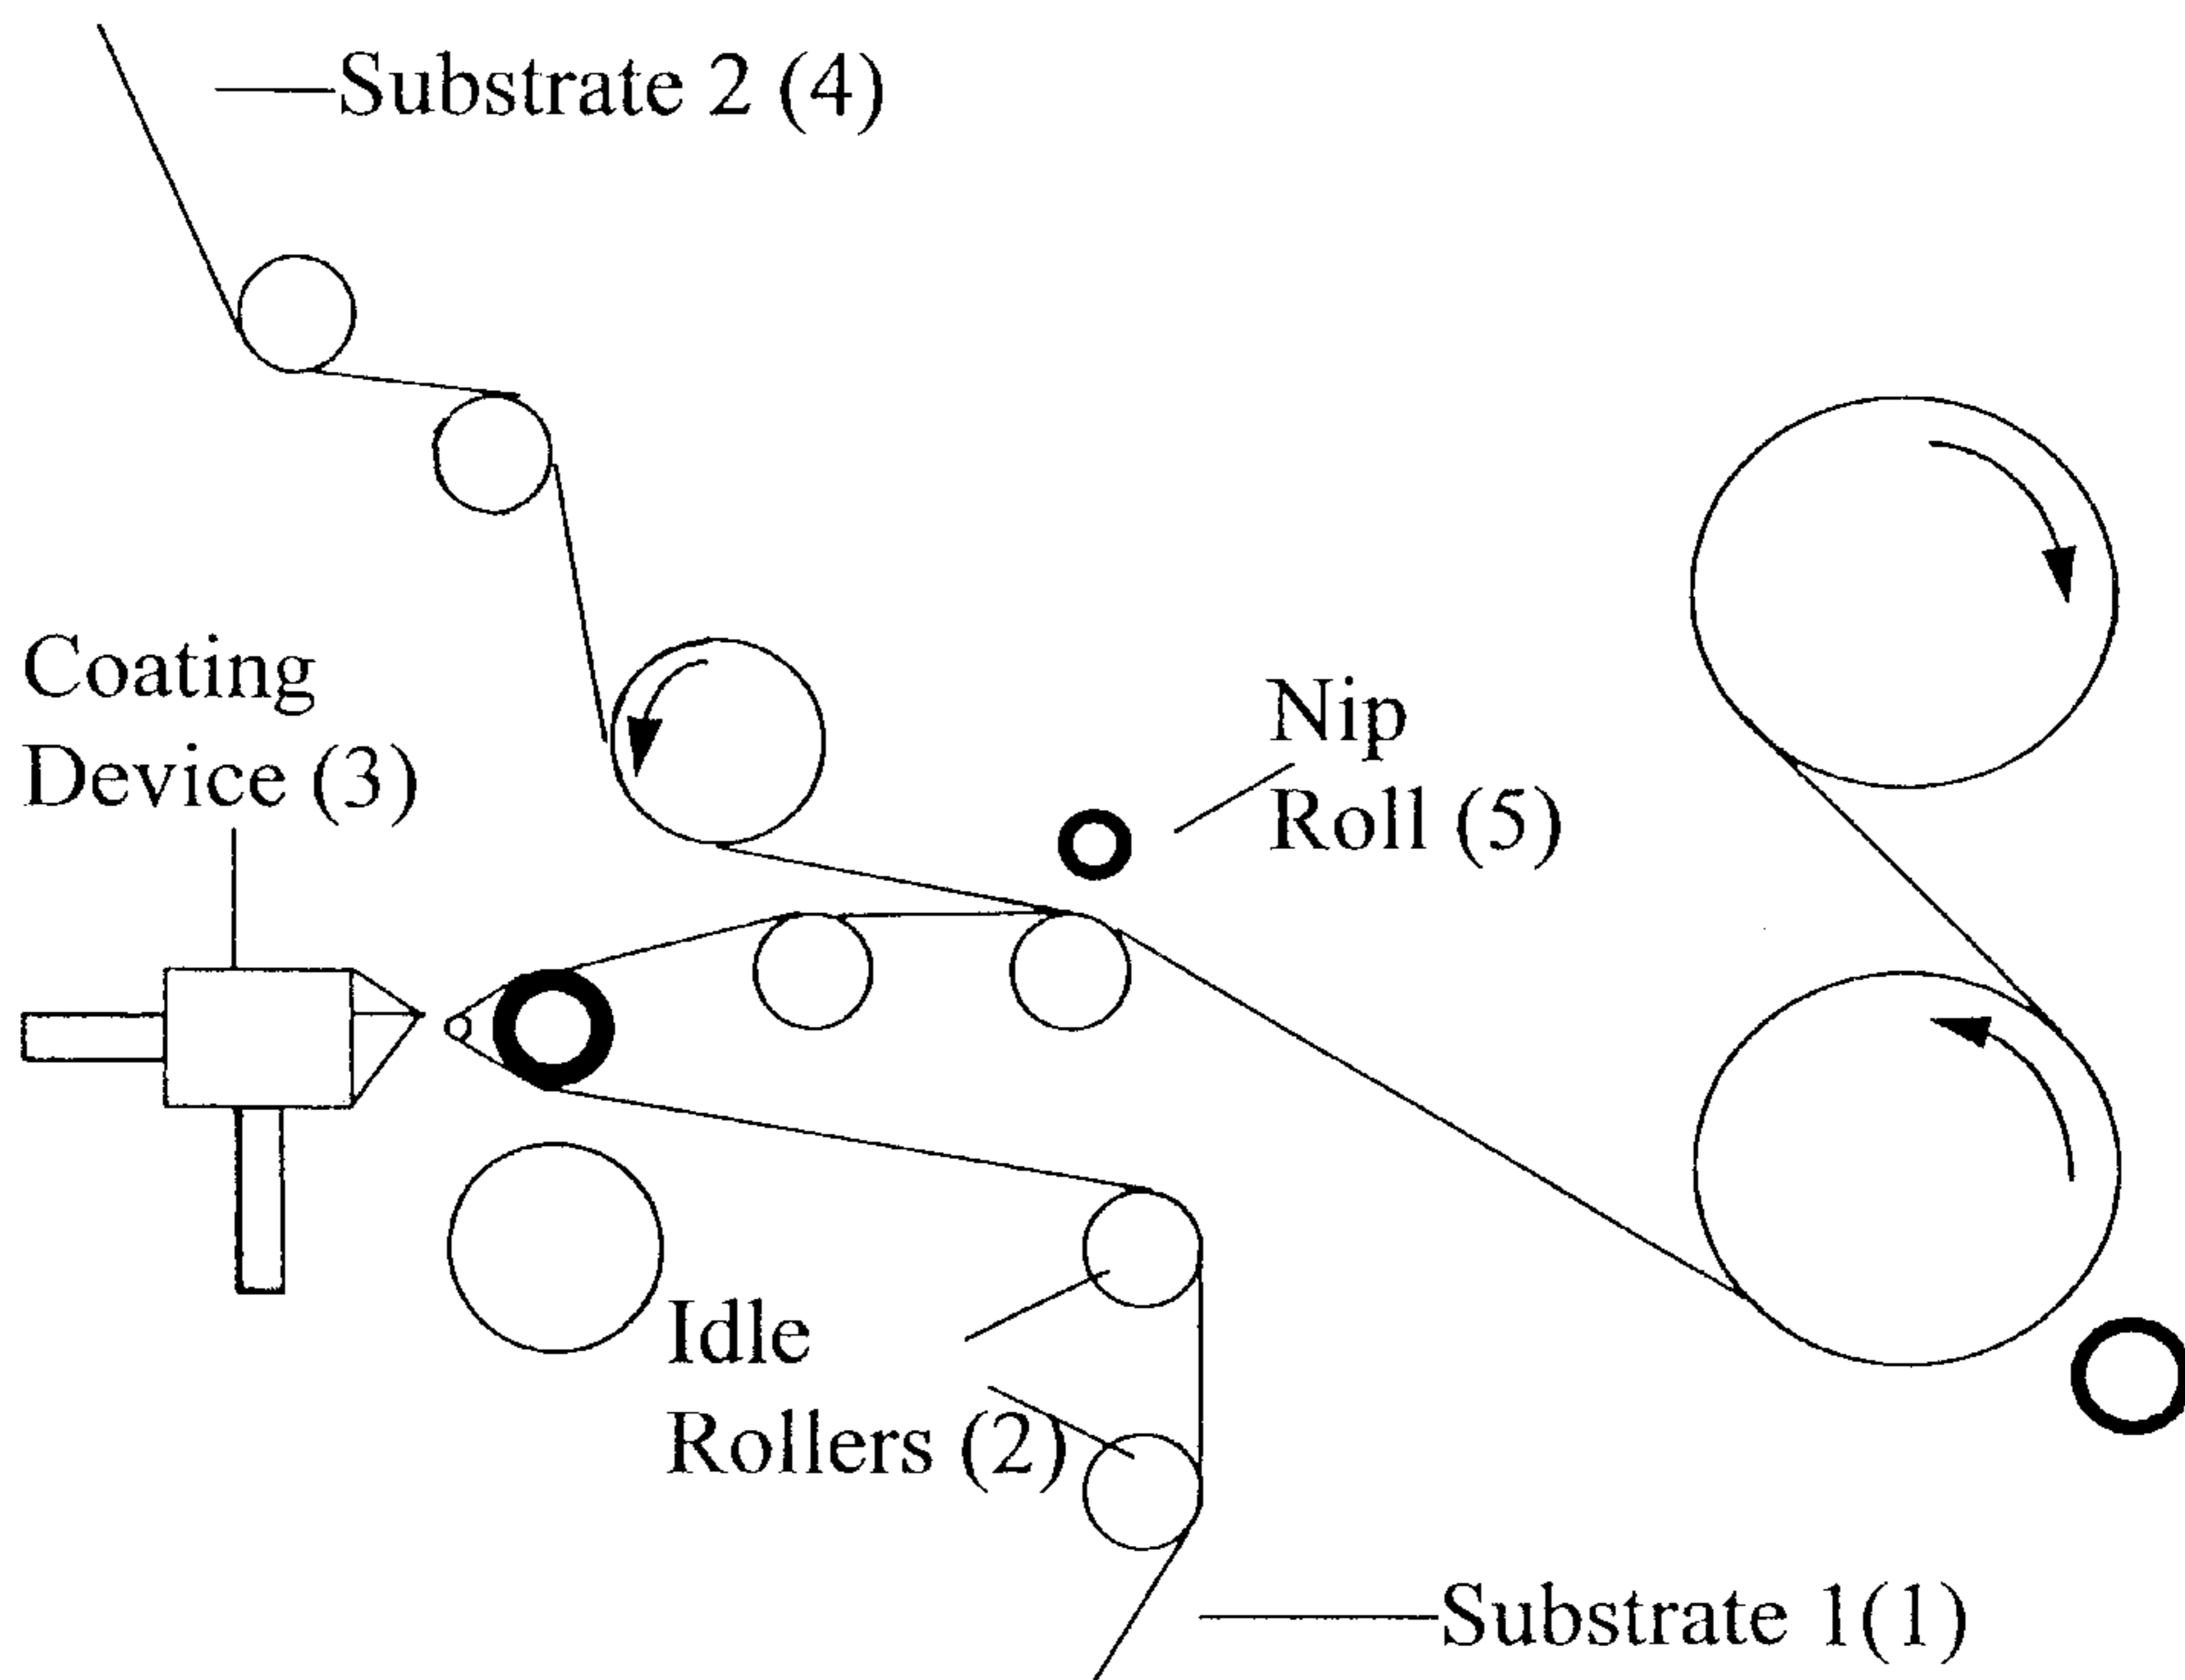 Substrate 2 (4)
Coating
Device (3)
Nip
Roll (5)
Idle
Rollers (2)
Substrate 1(1)